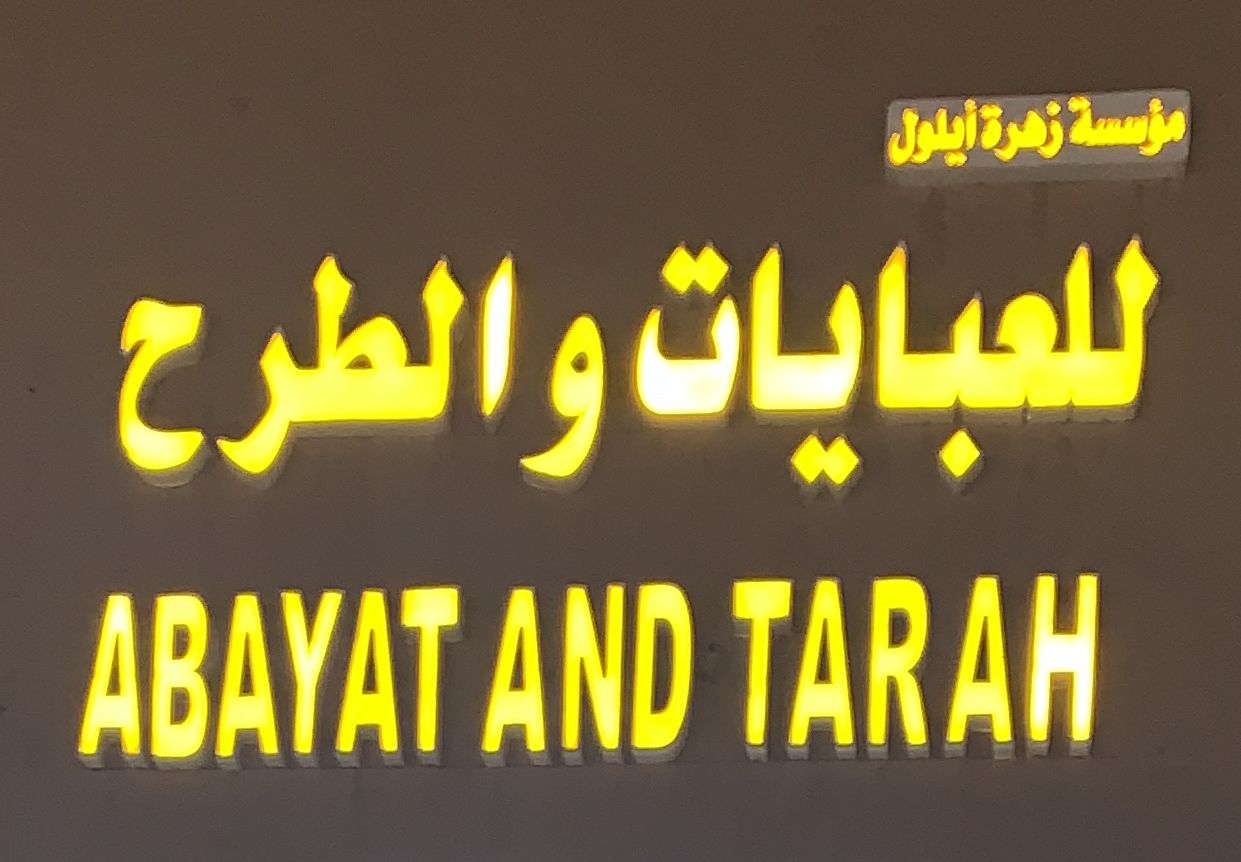 مؤسسة زهرة أيلول
للعبايات والطرح
ABAYAT AND TARAH